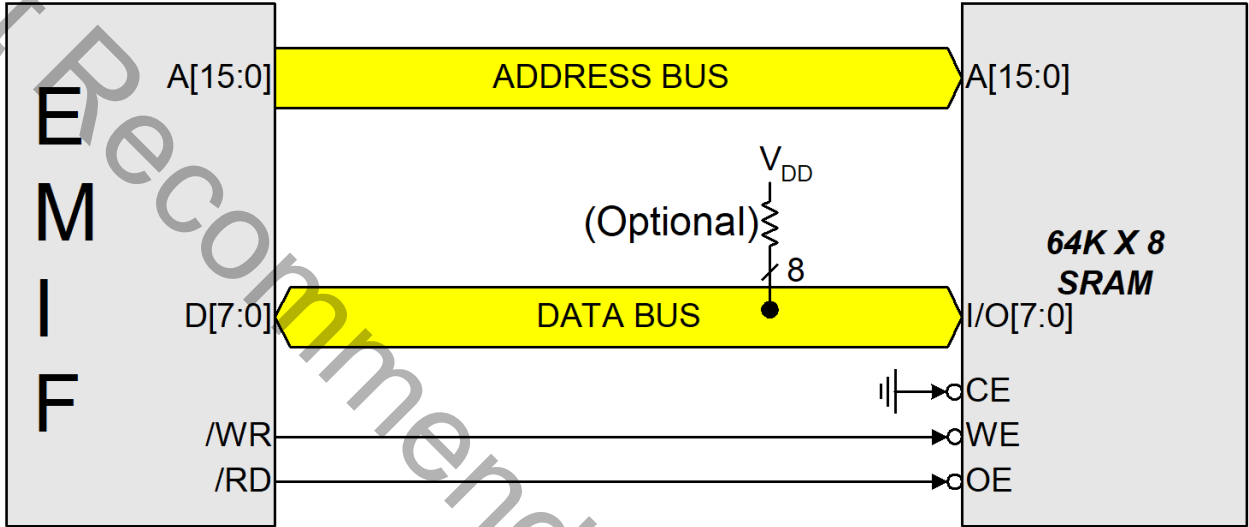 A[15:0]
ADDRESS BUS
A[15:0]
E
M
I
F
V
DD
(Optional)
8
64K X 8
SRAM
D[7:0]
DATA BUS
I/O[7:0]
CE
/WR
WE
/RD
OE